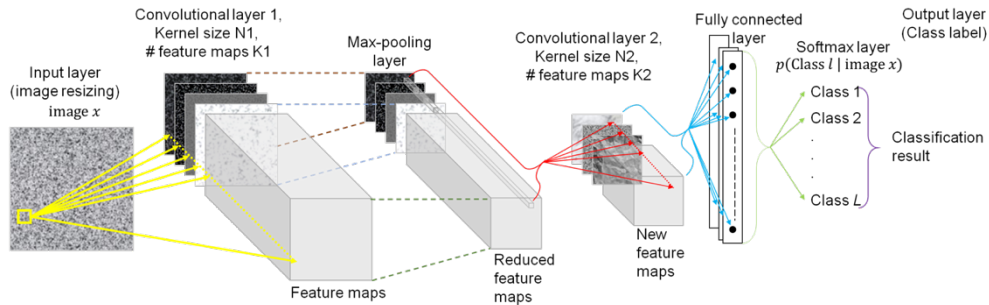 Input layer
(image resizing)
image x
Convolutional layer 1,
Kernel size N1,
# feature maps K1
Feature maps
Max-pooling
layer
Reduced
feature
maps
Convolutional layer 2,
Kernel size N2,
# feature maps K2
New
feature
maps
Fully connected
layer
Softmax layer
p(Class l | image x)
Class 1
Class 2
.
.
.
Class L
Output layer
(Class label)
Classification
result